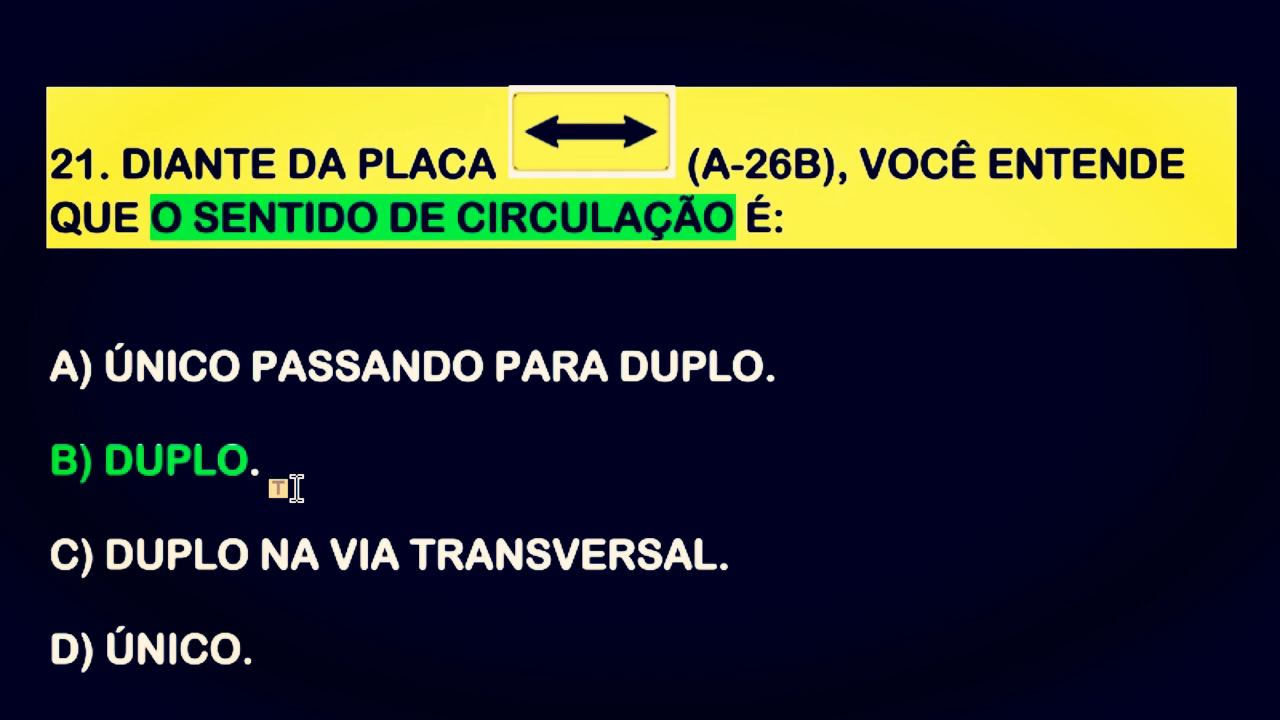 21. DIANTE DA PLACA (A-26B), VOCÊ ENTENDE
QUE O SENTIDO DE CIRCULAÇÃO É:
A) ÚNICO PASSANDO PARA DUPLO.
B) DUPLO.
T
C) DUPLO NA VIA TRANSVERSAL.
D) ÚNICO.